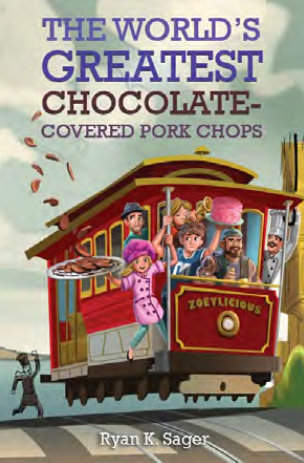 THE WORLD'S
GREATEST
CHOCOLATE-
COVERED PORK CHOPS
ZOEYLICIOUS
Ryan K. Sager